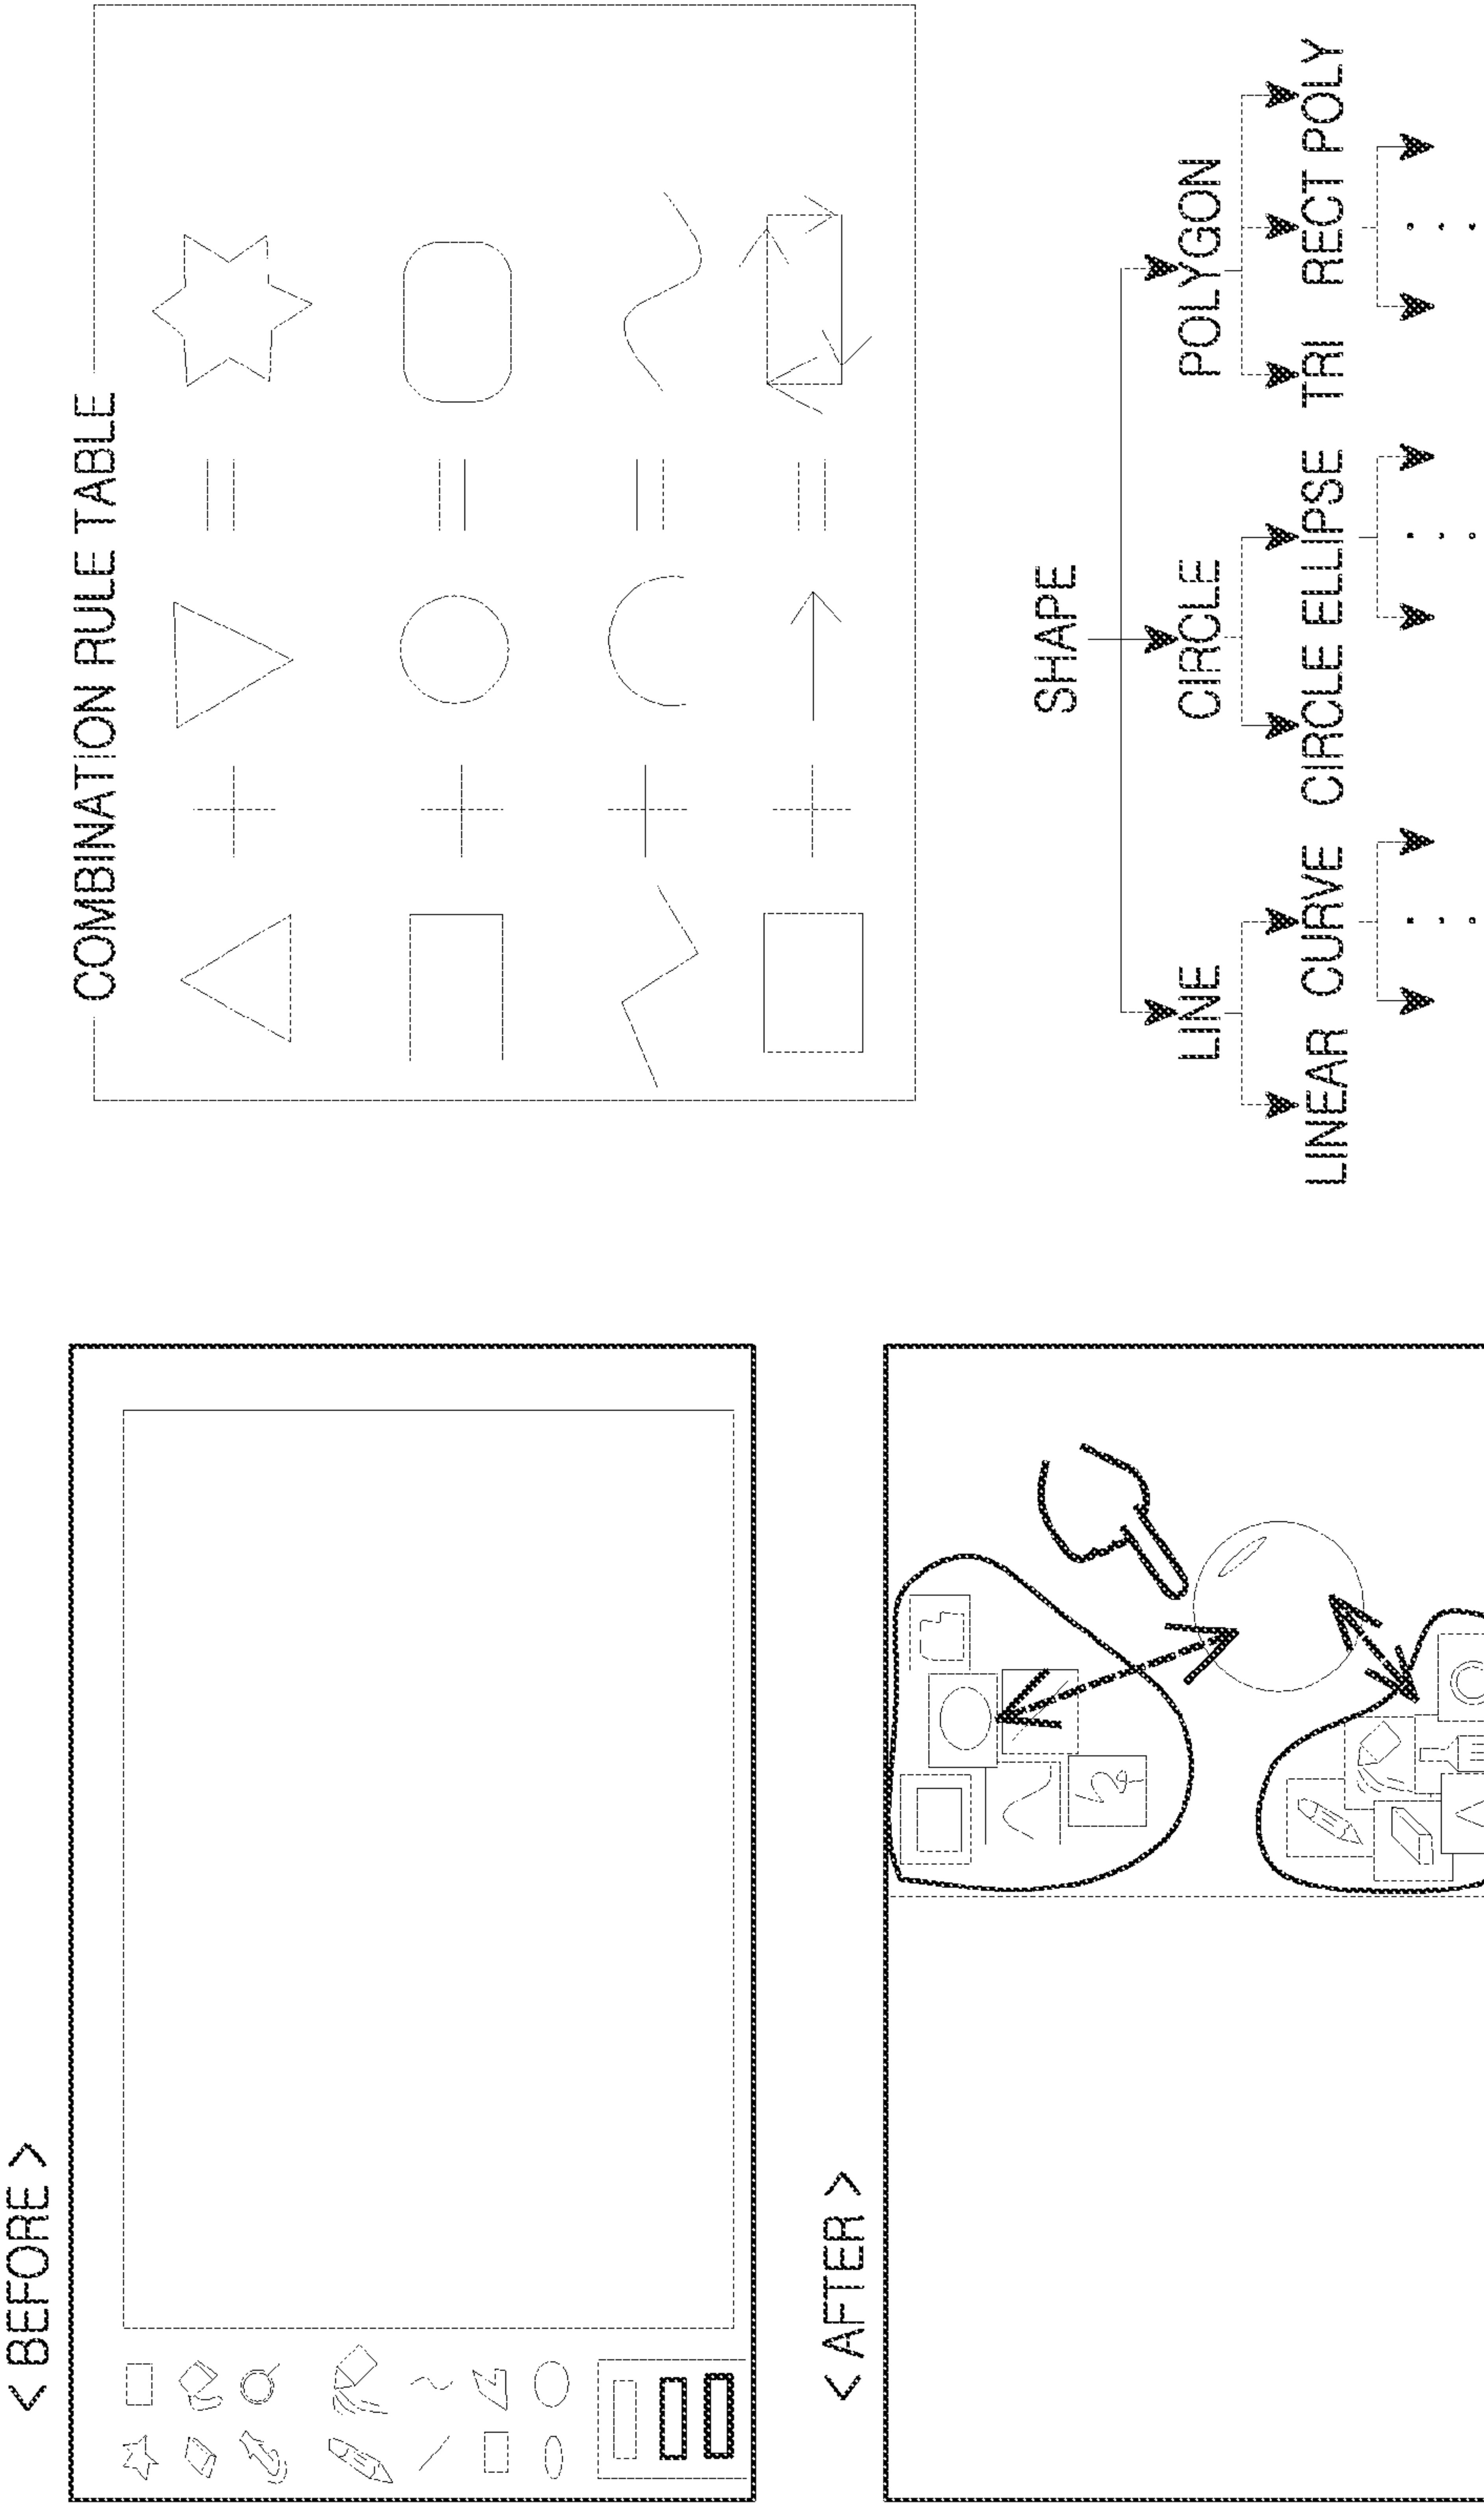 < BEFORE >
< AFTER >
COMBINATION RULE TABLE
SHAPE
LINE CIRCLE POLYGON
LINEAR CURVE CIRCLE ELLIPSE TRI RECT POLY